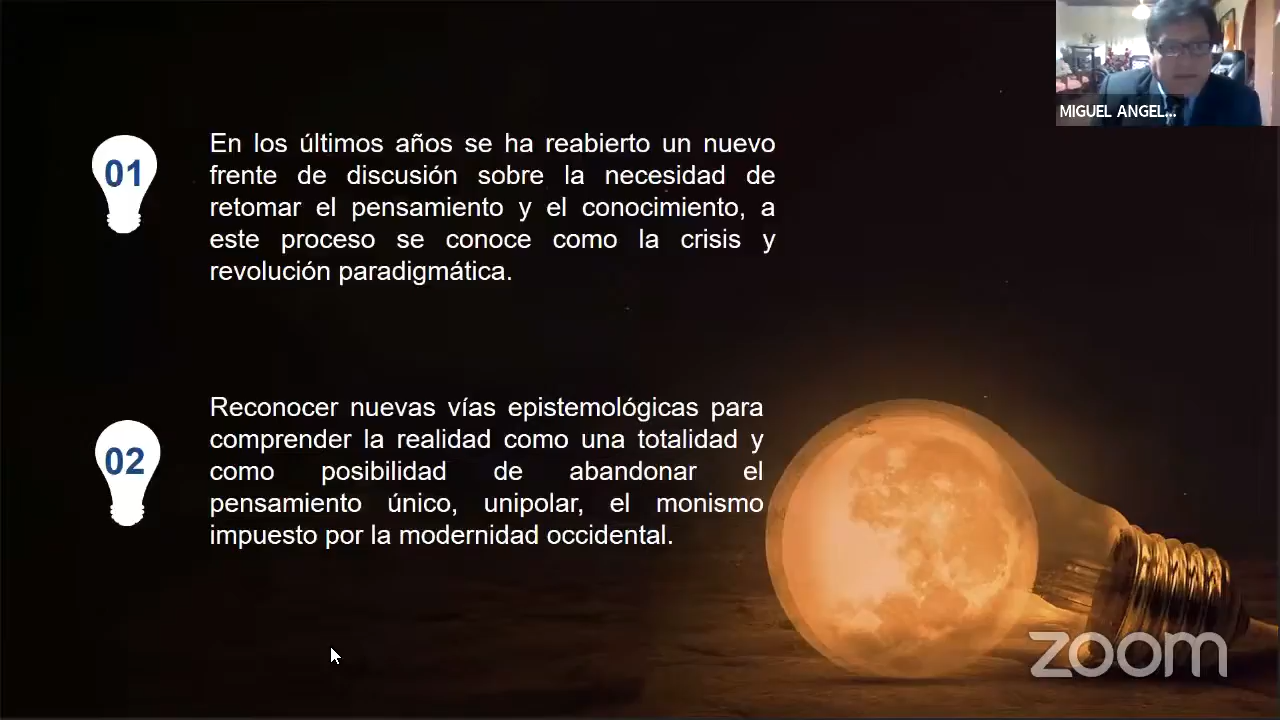 MIGUEL ANGEL...
01
En los últimos años se ha reabierto un nuevo
frente de discusión sobre la necesidad de
retomar el pensamiento y el conocimiento, a
este proceso se conoce como la crisis y
revolución paradigmática.
02
Reconocer nuevas vías epistemológicas para
comprender la realidad como una totalidad y
como posibilidad de abandonar el
pensamiento único, unipolar, el monismo
impuesto por la modernidad occidental.
zoom